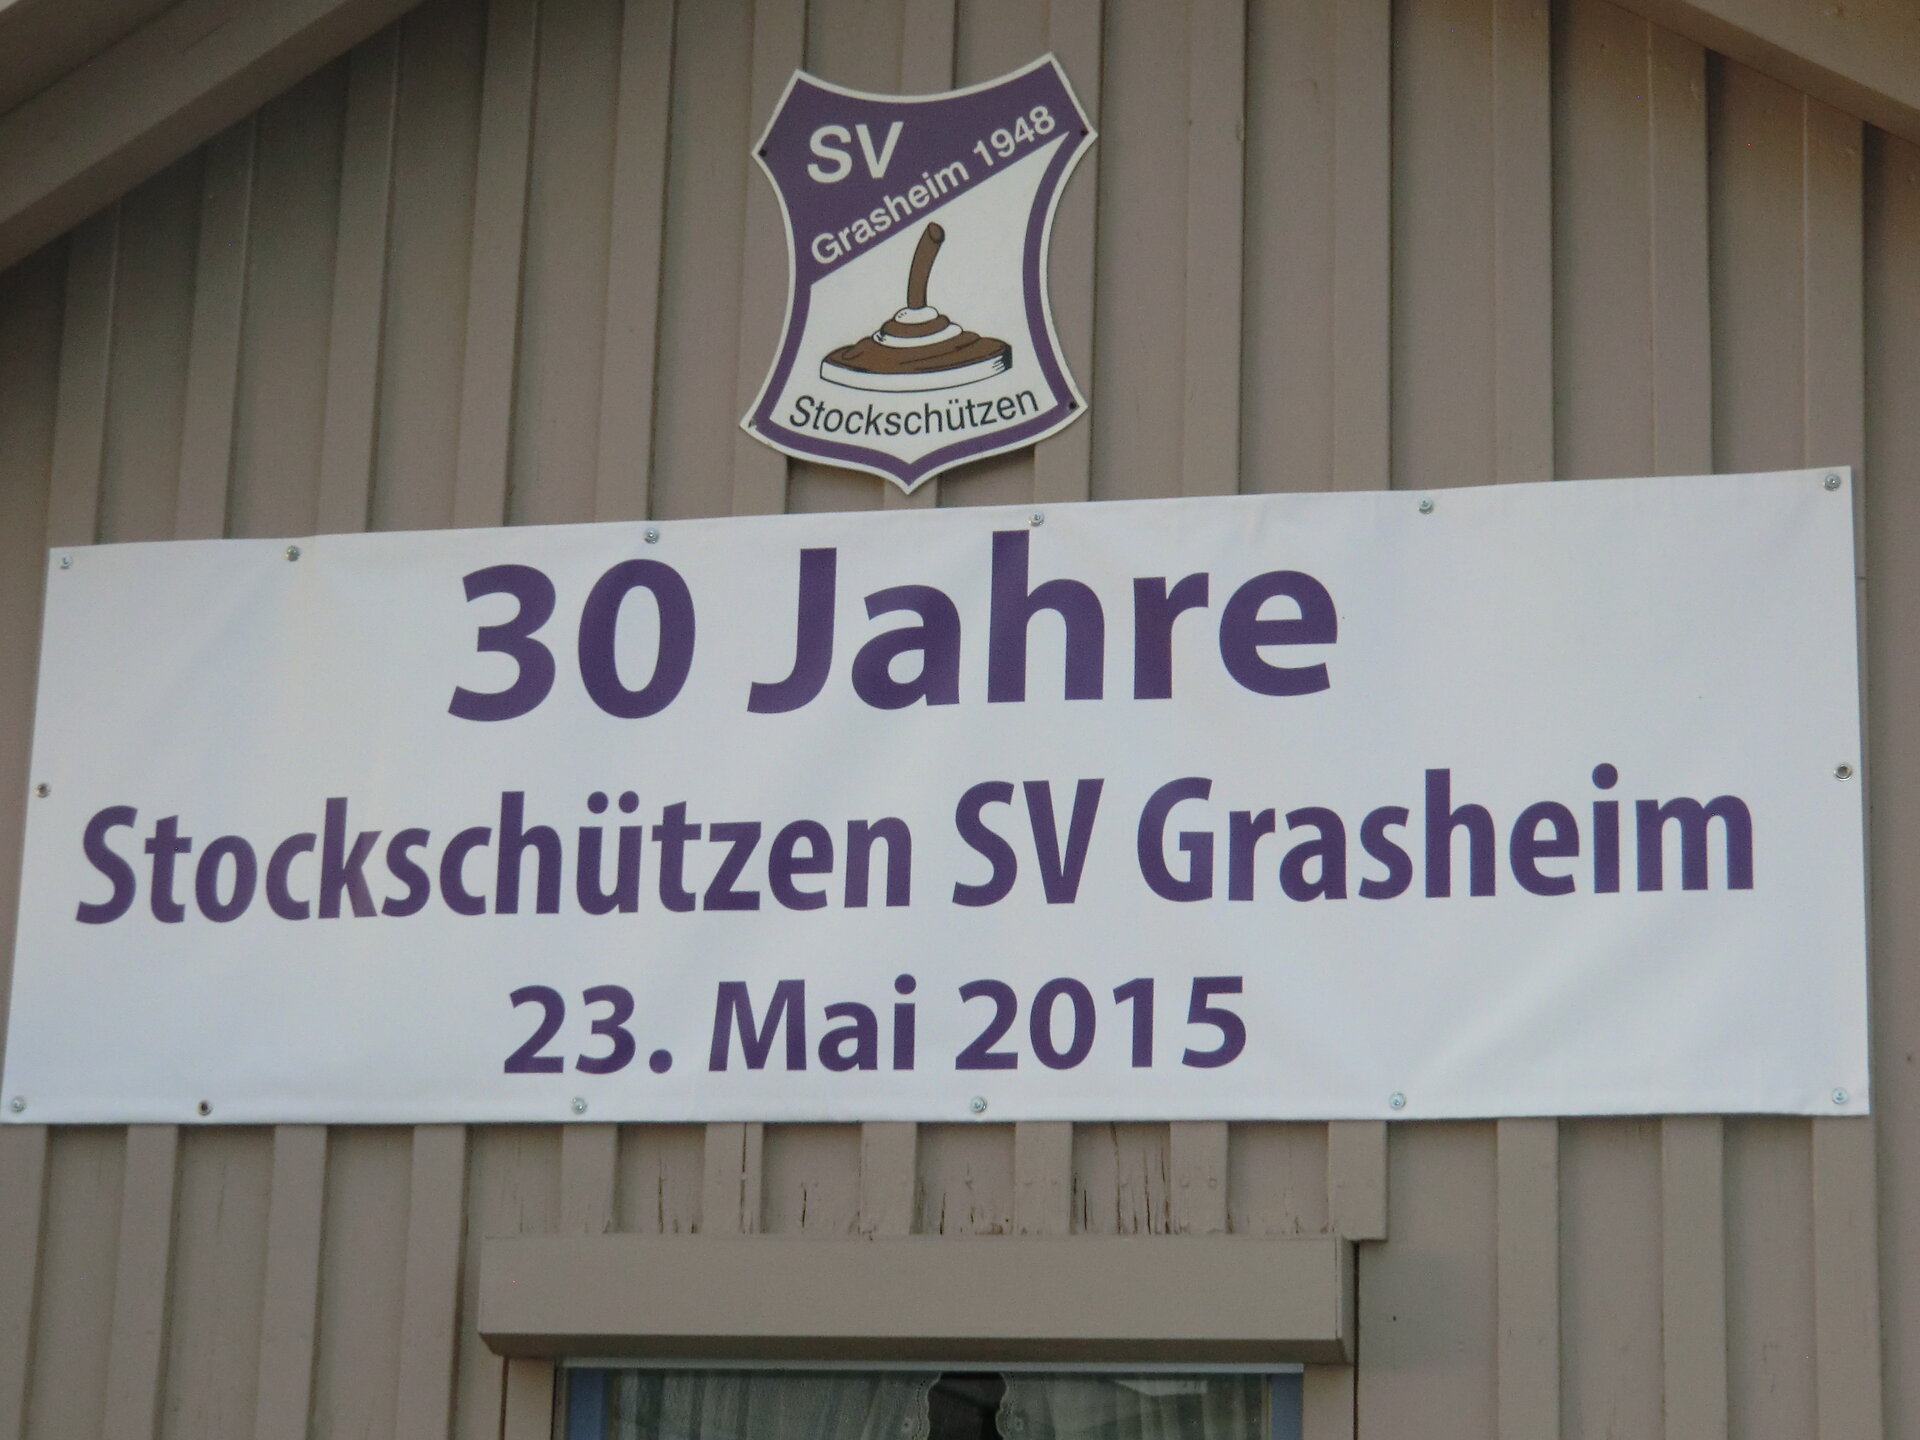 SV
Grasheim 1948
Stockschützen
30 Jahre
Stockschützen SV Grasheim
23. Mai 2015